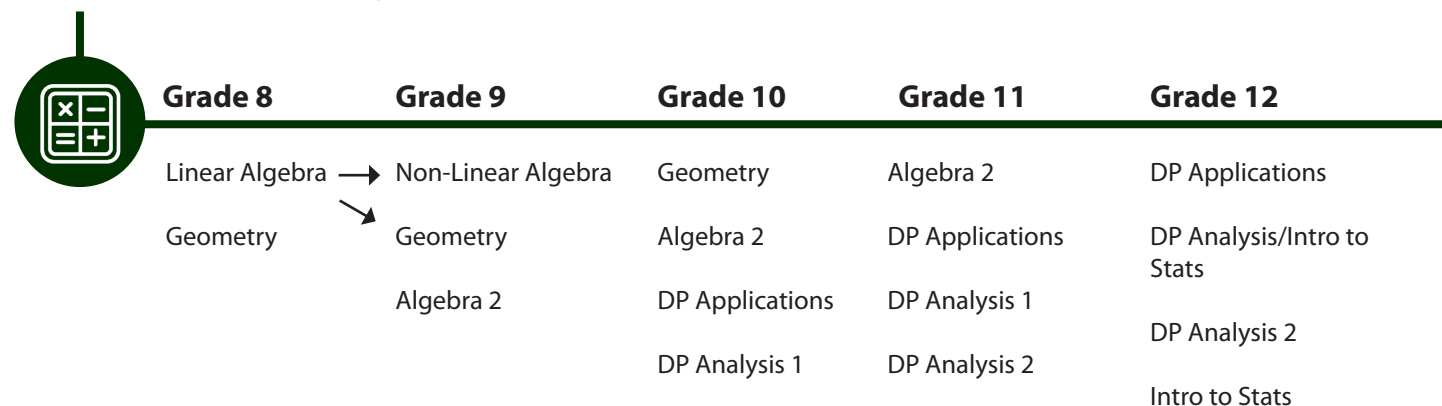 Grade 8 Grade 9 Grade 10 Grade 11 Grade 12
Linear Algebra Non-Linear Algebra Geometry Algebra 2 DP Applications
Geometry Geometry Algebra 2 DP Applications DP Analysis/Intro to
Stats
Algebra 2 DP Applications DP Analysis 1
DP Analysis 2
DP Analysis 1 DP Analysis 2
Intro to Stats